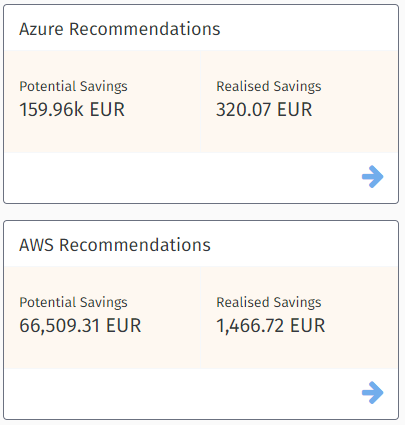 Azure Recommendations
Potential Savings Realised Savings
159.96k EUR 320.07 EUR
AWS Recommendations
Potential Savings Realised Savings
66,509.31 EUR 1,466.72 EUR